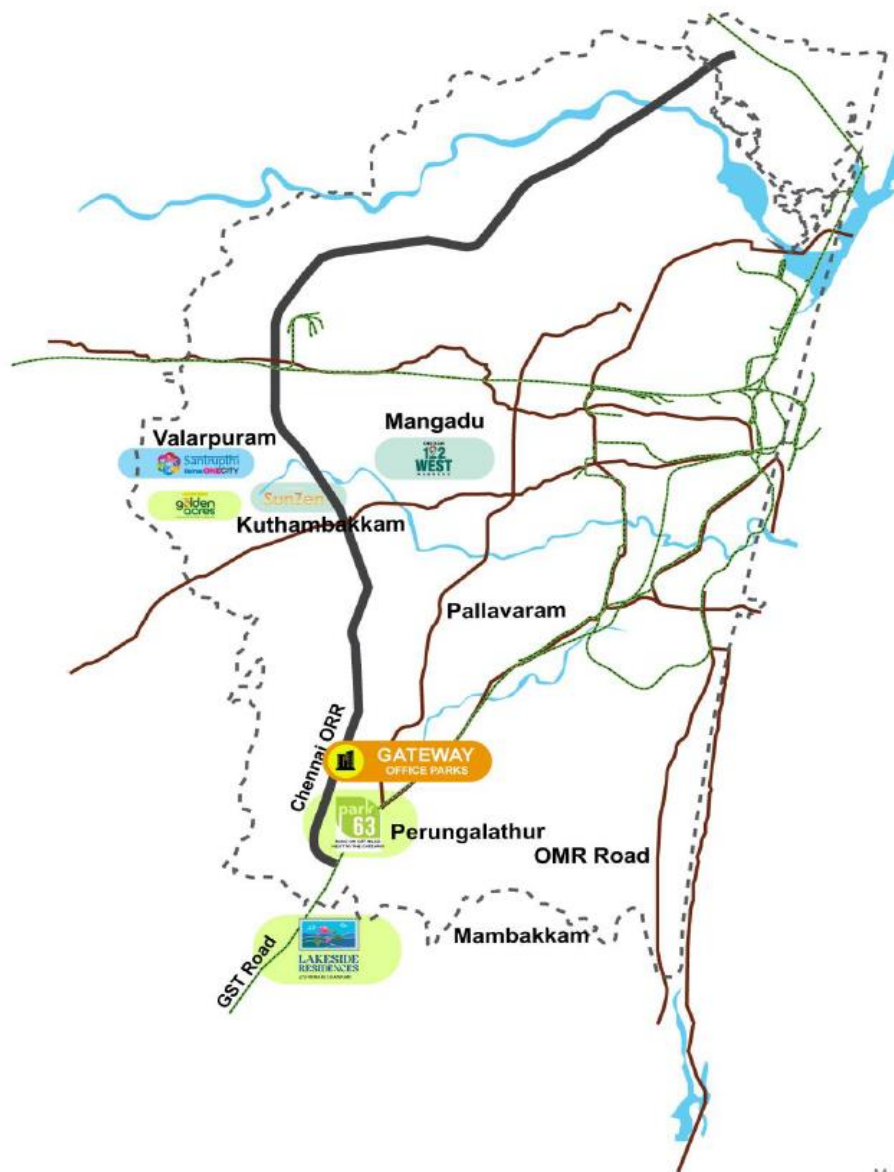 Valarpuram
Mangadu
Santrupthi
ONECITY
122
WEST
golden
acres
SunZen
Kuthambakkam
Pallavaram
Chennai ORR
GATEWAY
OFFICE PARKS
park
63
Perungalathur
OMR Road
Mambakkam
LAKESIDE
RESIDENCES
GST Road